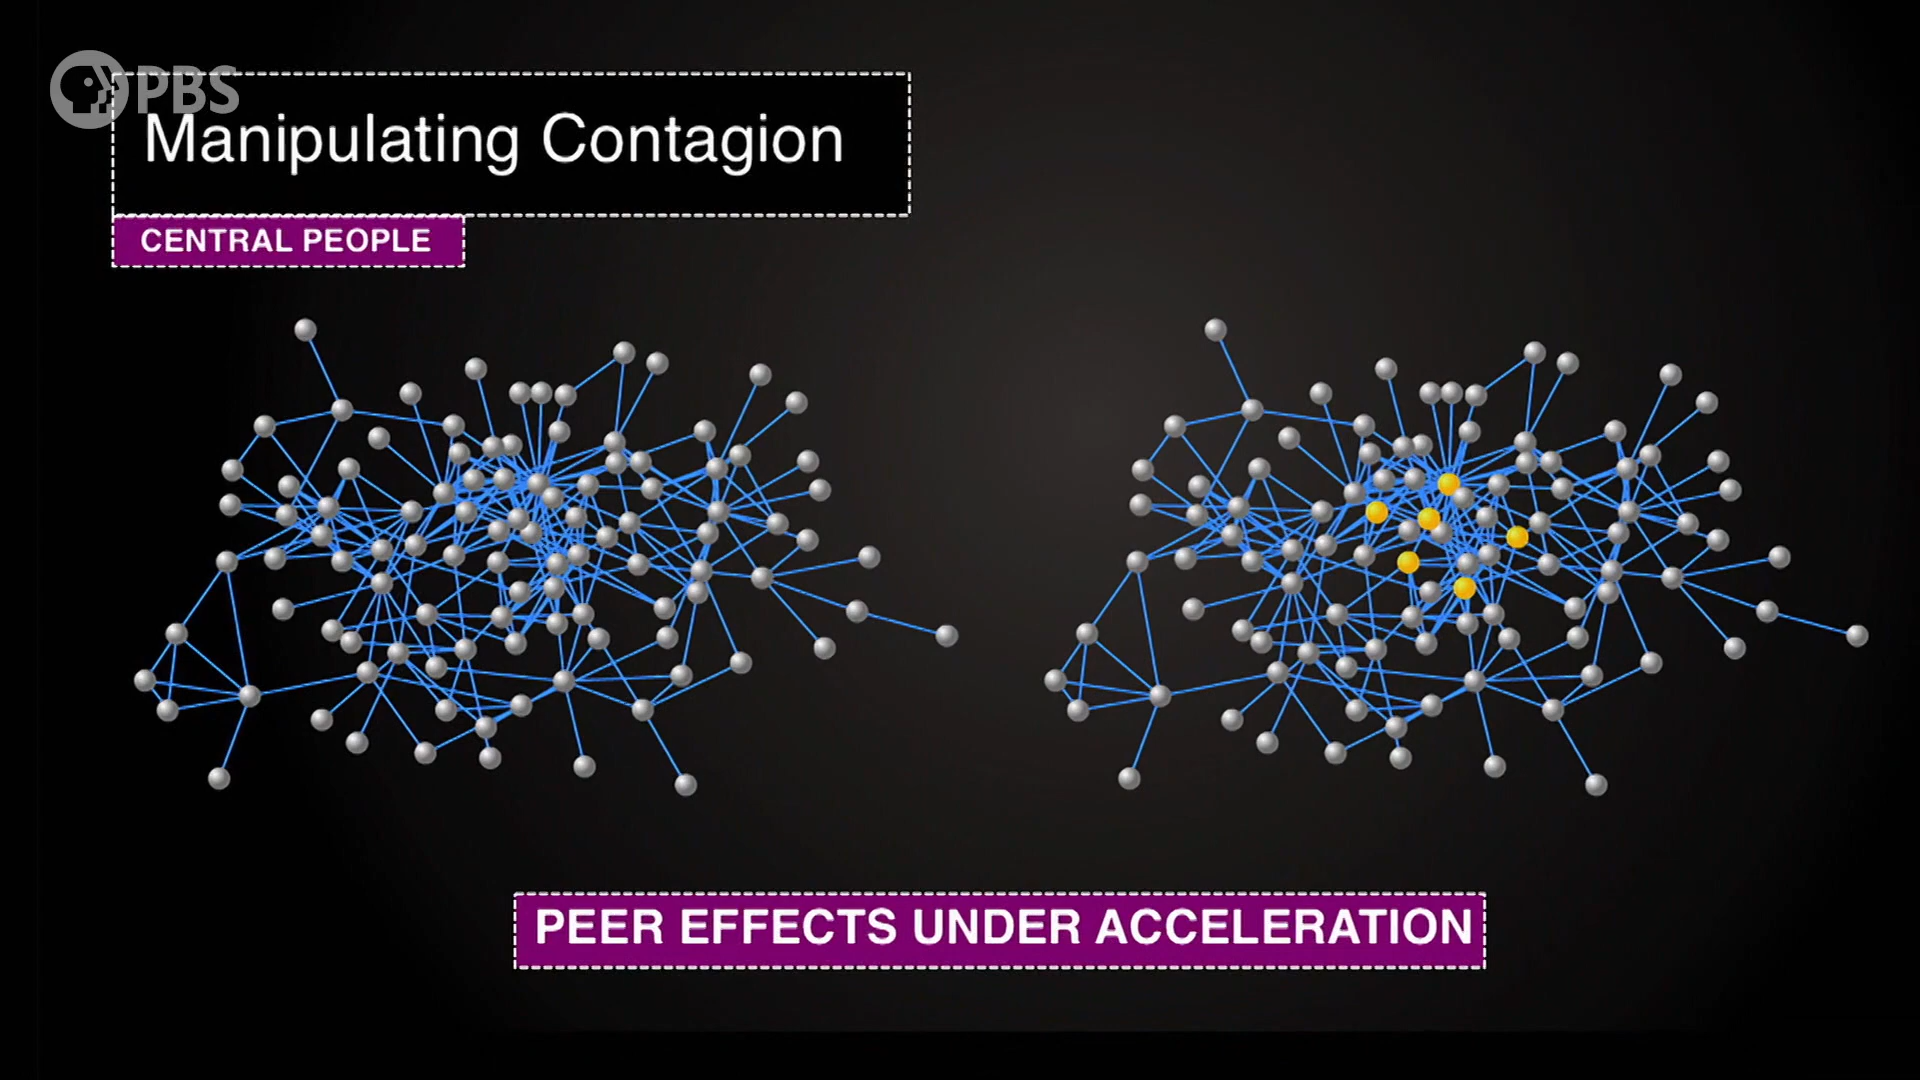 PBS
Manipulating Contagion
CENTRAL PEOPLE
PEER EFFECTS UNDER ACCELERATION